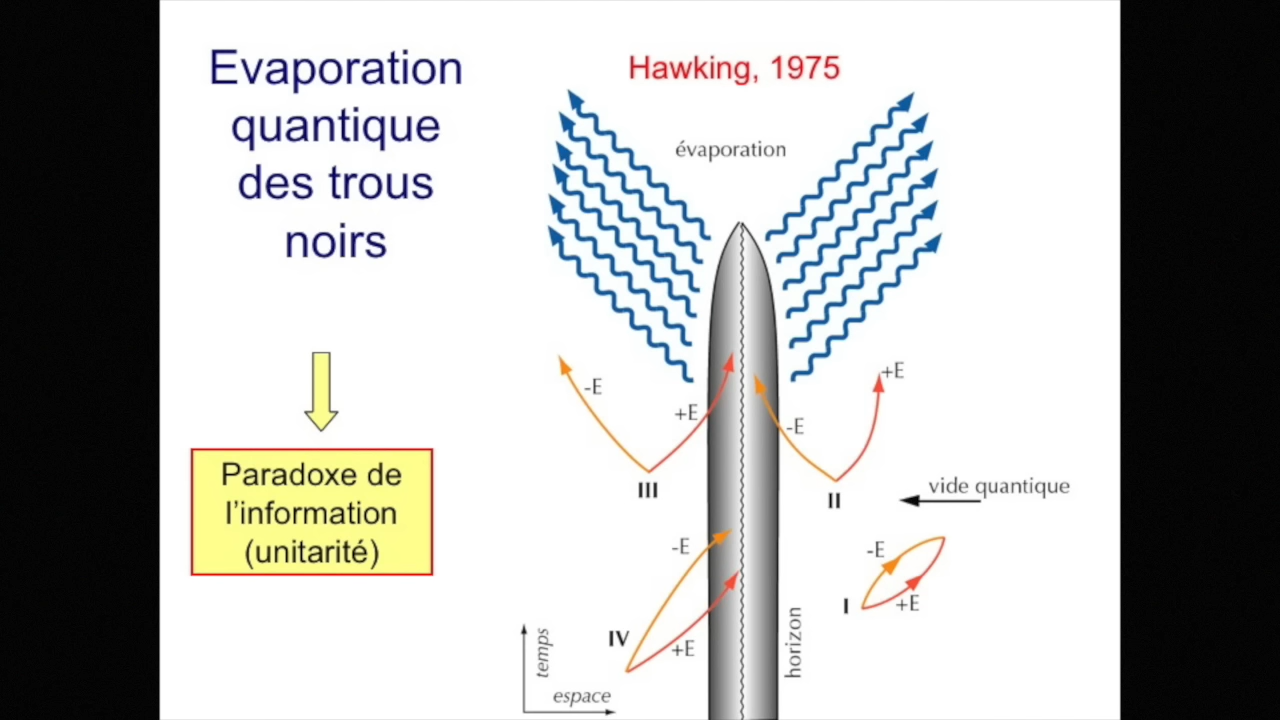 Evaporation
quantique
des trous
noirs
Paradoxe de
l'information
(unitarité)
Hawking, 1975
évaporation
-E
+E
III
-E
+E
II
vide quantique
-E
+E
I
-E
+E
IV
horizon
temps
espace